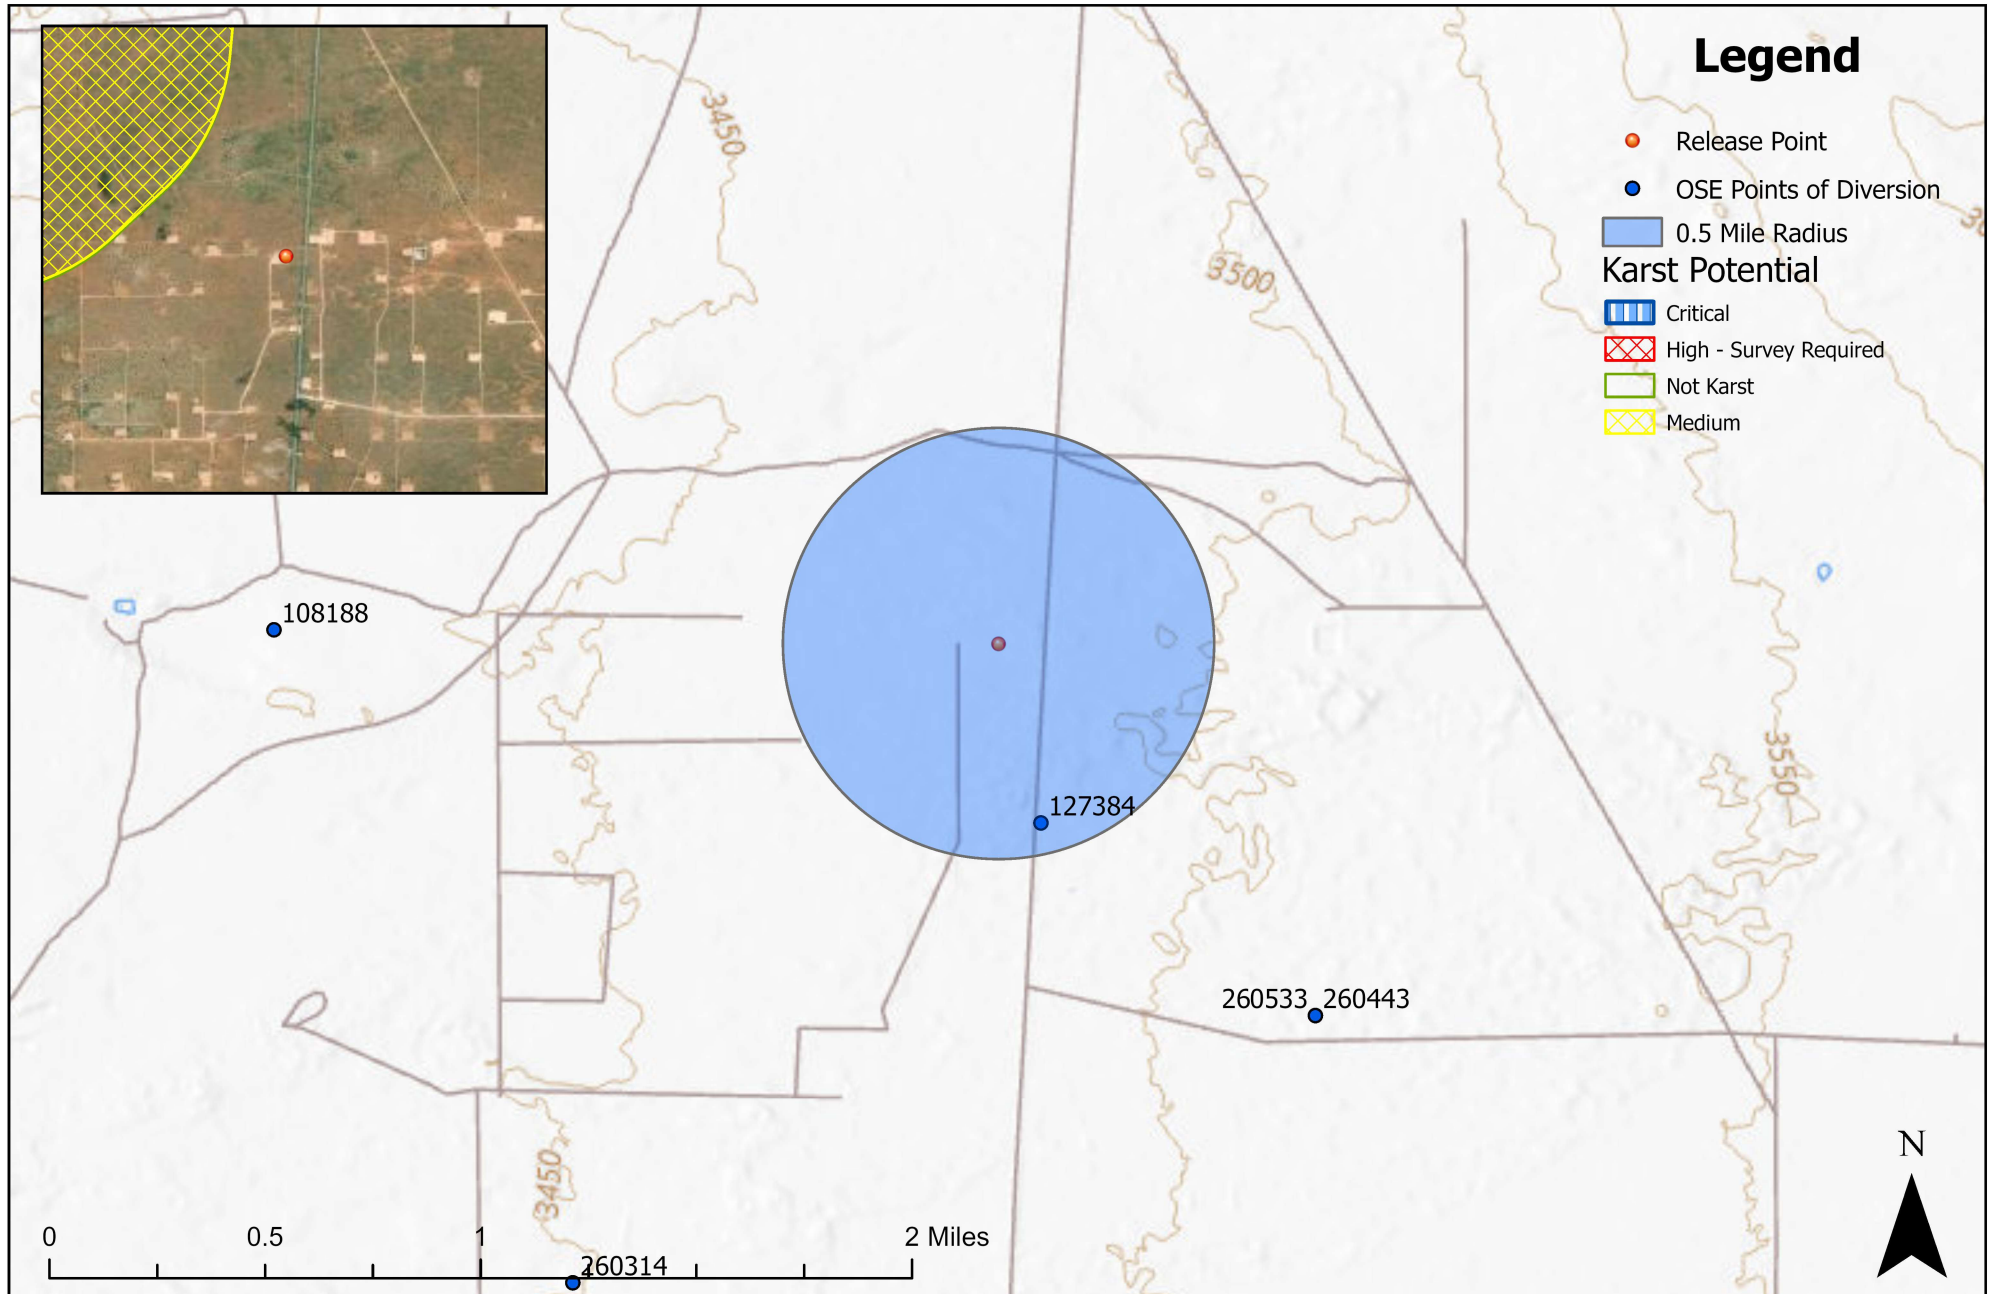 Legend
Release Point
OSE Points of Diversion
0.5 Mile Radius
Karst Potential
Critical
High - Survey Required
Not Karst
Medium
3450
3500
108188
3550
127384
260533 260443
N
3450
0 0.5 1 2 Miles
260314